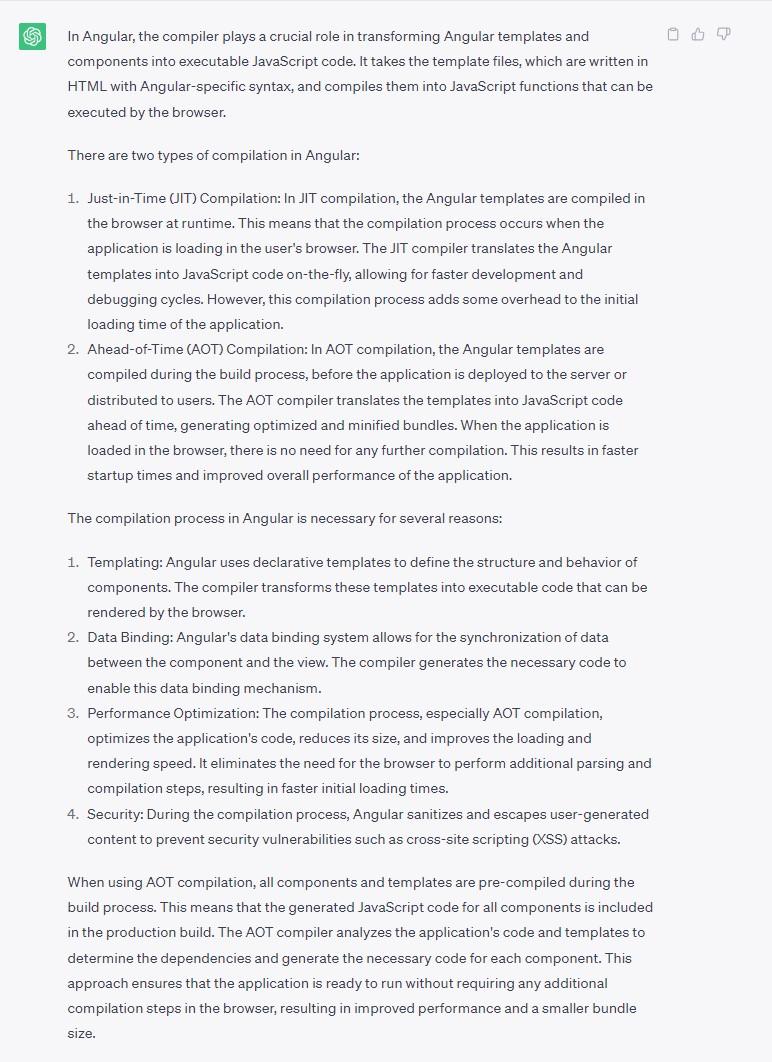 In Angular, the compiler plays a crucial role in transforming Angular templates and
components into executable JavaScript code. It takes the template files, which are written in
HTML with Angular-specific syntax, and compiles them into JavaScript functions that can be
executed by the browser.
There are two types of compilation in Angular:
1. Just-in-Time (JIT) Compilation: In JIT compilation, the Angular templates are compiled in
the browser at runtime. This means that the compilation process occurs when the
application is loading in the user's browser. The JIT compiler translates the Angular
templates into JavaScript code on-the-fly, allowing for faster development and
debugging cycles. However, this compilation process adds some overhead to the initial
loading time of the application.
2. Ahead-of-Time (AOT) Compilation: In AOT compilation, the Angular templates are
compiled during the build process, before the application is deployed to the server or
distributed to users. The AOT compiler translates the templates into JavaScript code
ahead of time, generating optimized and minified bundles. When the application is
loaded in the browser, there is no need for any further compilation. This results in faster
startup times and improved overall performance of the application.
The compilation process in Angular is necessary for several reasons:
1. Templating: Angular uses declarative templates to define the structure and behavior of
components. The compiler transforms these templates into executable code that can be
rendered by the browser.
2. Data Binding: Angular's data binding system allows for the synchronization of data
between the component and the view. The compiler generates the necessary code to
enable this data binding mechanism.
3. Performance Optimization: The compilation process, especially AOT compilation,
optimizes the application's code, reduces its size, and improves the loading and
rendering speed. It eliminates the need for the browser to perform additional parsing and
compilation steps, resulting in faster initial loading times.
4. Security: During the compilation process, Angular sanitizes and escapes user-generated
content to prevent security vulnerabilities such as cross-site scripting (XSS) attacks.
When using AOT compilation, all components and templates are pre-compiled during the
build process. This means that the generated JavaScript code for all components is included
in the production build. The AOT compiler analyzes the application's code and templates to
determine the dependencies and generate the necessary code for each component. This
approach ensures that the application is ready to run without requiring any additional
compilation steps in the browser, resulting in improved performance and a smaller bundle
size.